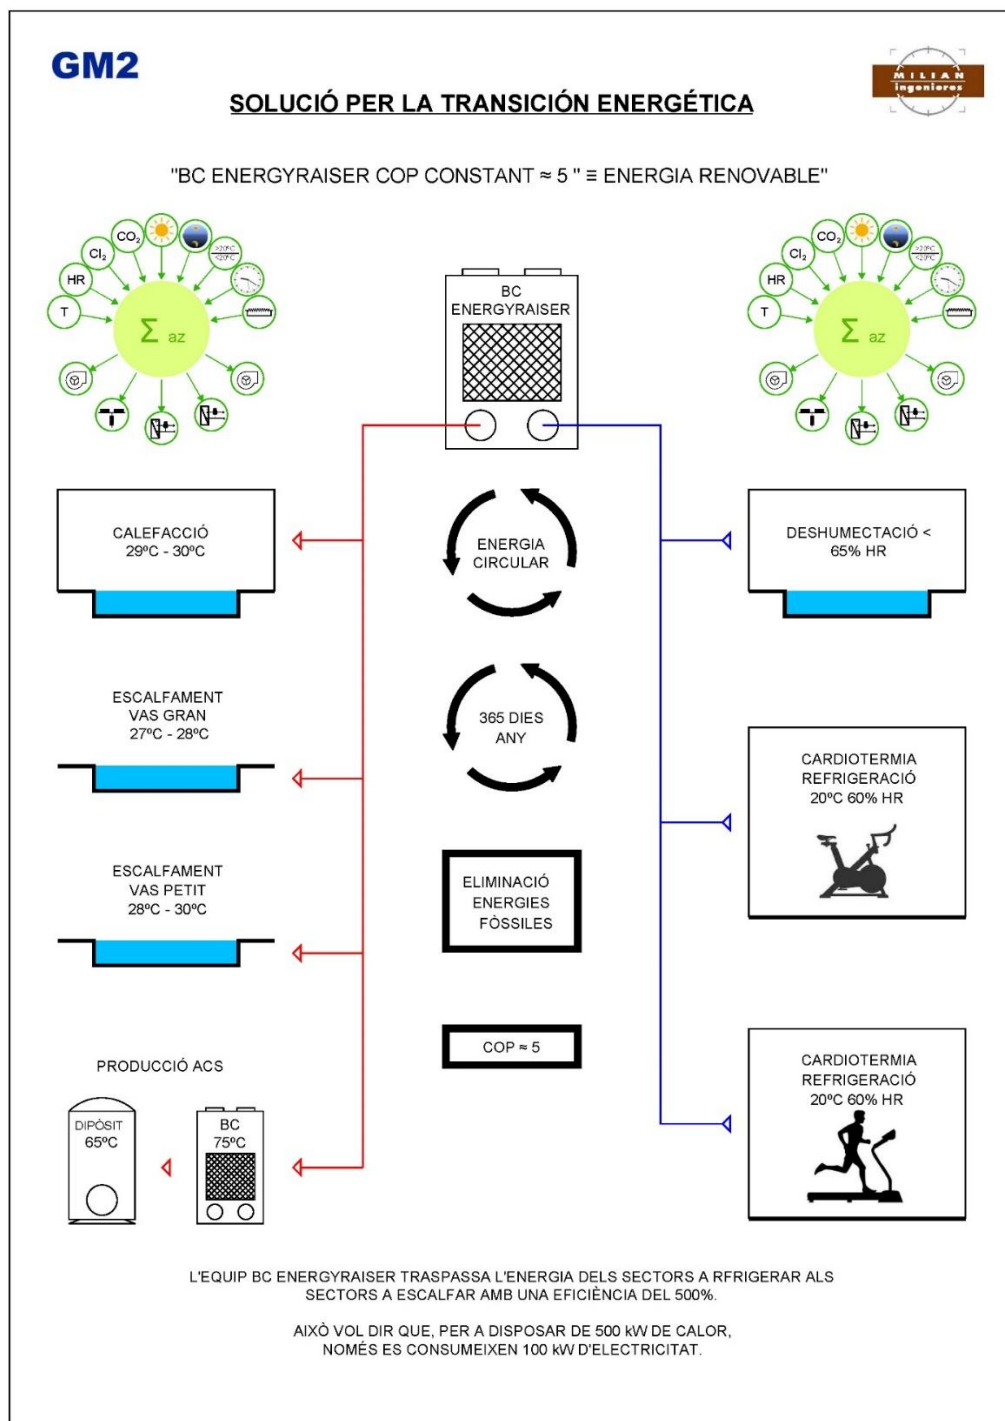 GM2
MILIAN
ingenieros
SOLUCIÓ PER LA TRANSICIÓN ENERGÉTICA
"BC ENERGYRAISER COP CONSTANT ≈ 5 " ≡ ENERGIA RENOVABLE"
CO2
Cl2
HR
T
>20ºC
<20ºC
Σ az
BC
ENERGYRAISER
CO2
Cl2
HR
T
>20ºC
<20ºC
Σ az
CALEFACCIÓ
29ºC - 30ºC
ENERGIA
CIRCULAR
DESHUMECTACIÓ <
65% HR
ESCALFAMENT
VAS GRAN
27ºC - 28ºC
365 DIES
ANY
CARDIOTERMIA
REFRIGERACIÓ
20ºC 60% HR
ESCALFAMENT
VAS PETIT
28ºC - 30ºC
ELIMINACIÓ
ENERGIES
FÒSSILES
COP ≈ 5
PRODUCCIÓ ACS
DIPÒSIT
65ºC
BC
75ºC
CARDIOTERMIA
REFRIGERACIÓ
20ºC 60% HR
L'EQUIP BC ENERGYRAISER TRASPASSA L'ENERGIA DELS SECTORS A RFRIGERAR ALS
SECTORS A ESCALFAR AMB UNA EFICIÈNCIA DEL 500%.
AIXÒ VOL DIR QUE, PER A DISPOSAR DE 500 kW DE CALOR,
NOMÉS ES CONSUMEIXEN 100 kW D'ELECTRICITAT.